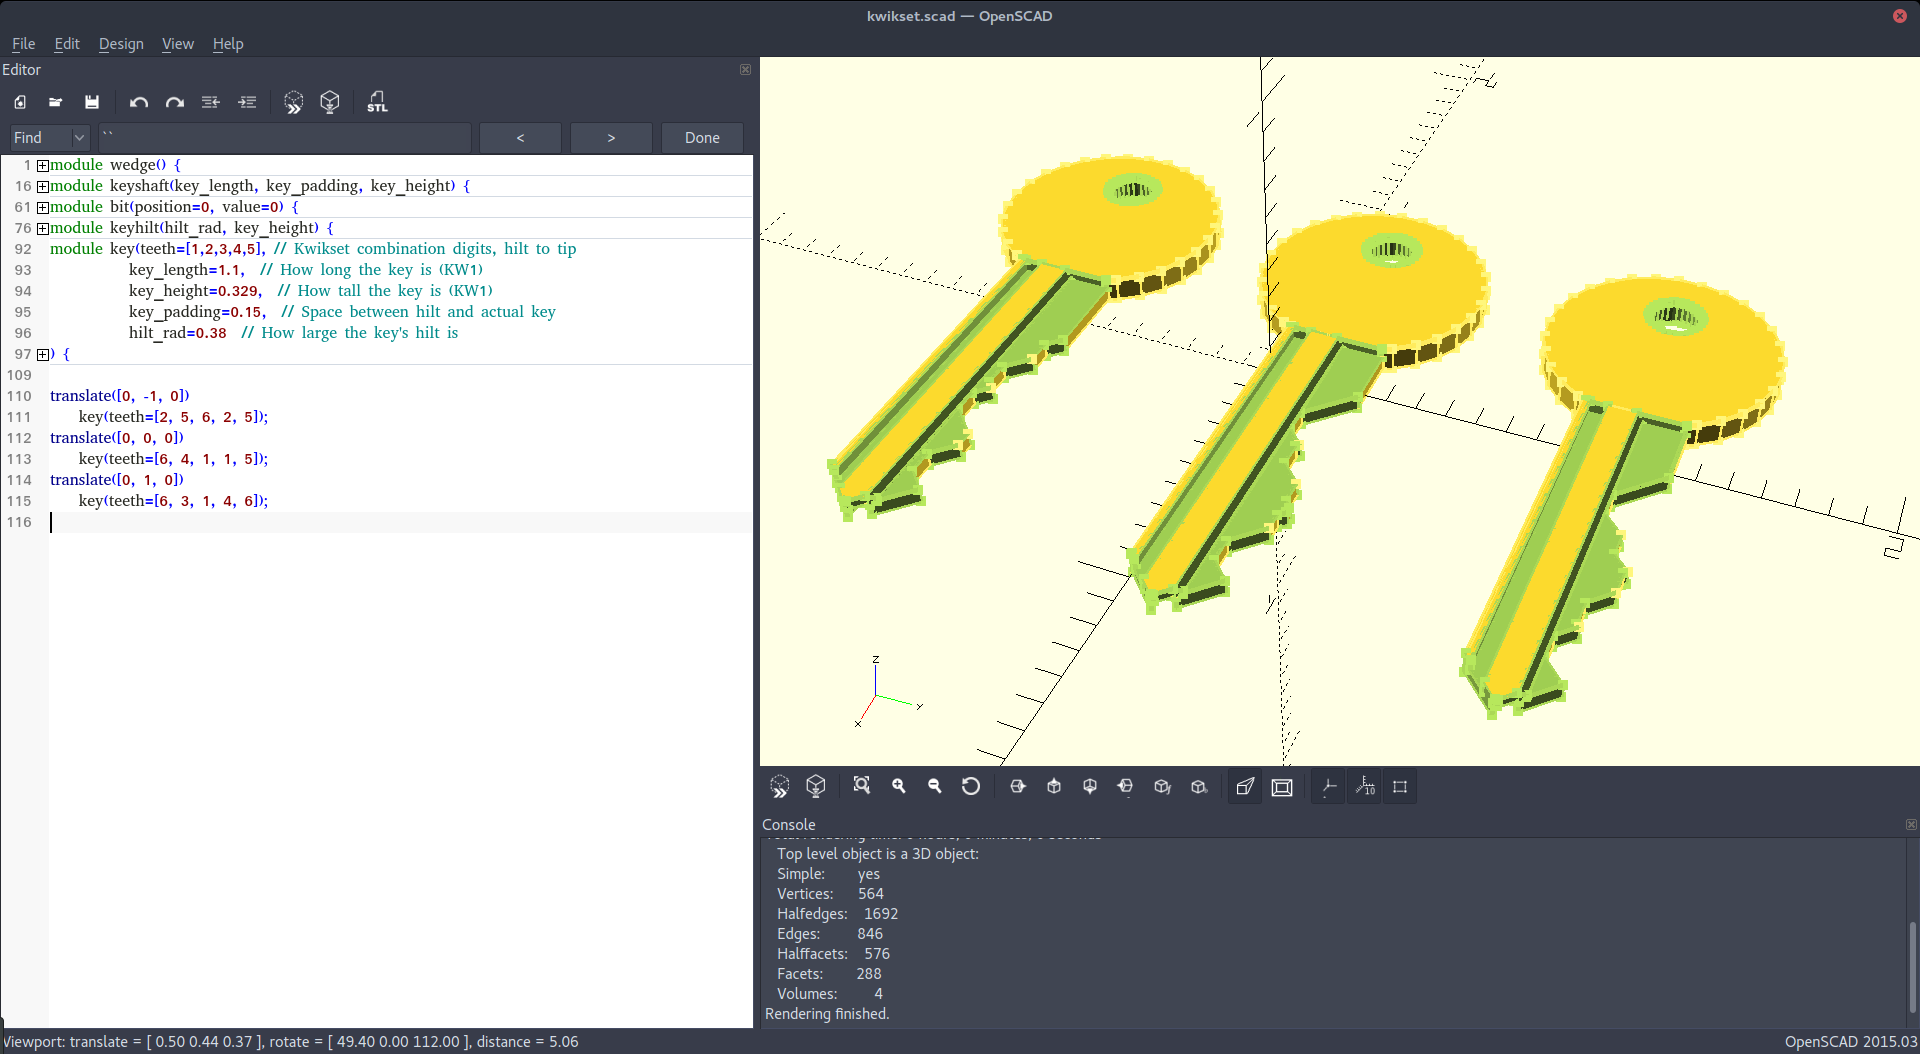 kwikset.scad — OpenSCAD
File Edit Design View Help
Editor
STL
Find `` < > Done
1 module wedge() {
16 module keyshaft(key_length, key_padding, key_height) {
61 module bit(position=0, value=0) {
76 module keyhilt(hilt_rad, key_height) {
92 module key(teeth=[1,2,3,4,5], // Kwikset combination digits, hilt to tip
93 key_length=1.1, // How long the key is (KW1)
94 key_height=0.329, // How tall the key is (KW1)
95 key_padding=0.15, // Space between hilt and actual key
96 hilt_rad=0.38 // How large the key's hilt is
97 ) {
109
110 translate([0, -1, 0])
111 key(teeth=[2, 5, 6, 2, 5]);
112 translate([0, 0, 0])
113 key(teeth=[6, 4, 1, 1, 5]);
114 translate([0, 1, 0])
115 key(teeth=[6, 3, 1, 4, 6]);
116
z
y
x
10
Console
Top level object is a 3D object:
Simple: yes
Vertices: 564
Halfedges: 1692
Edges: 846
Halffacets: 576
Facets: 288
Volumes: 4
Rendering finished.
Viewport: translate = [ 0.50 0.44 0.37 ], rotate = [ 49.40 0.00 112.00 ], distance = 5.06
OpenSCAD 2015.03